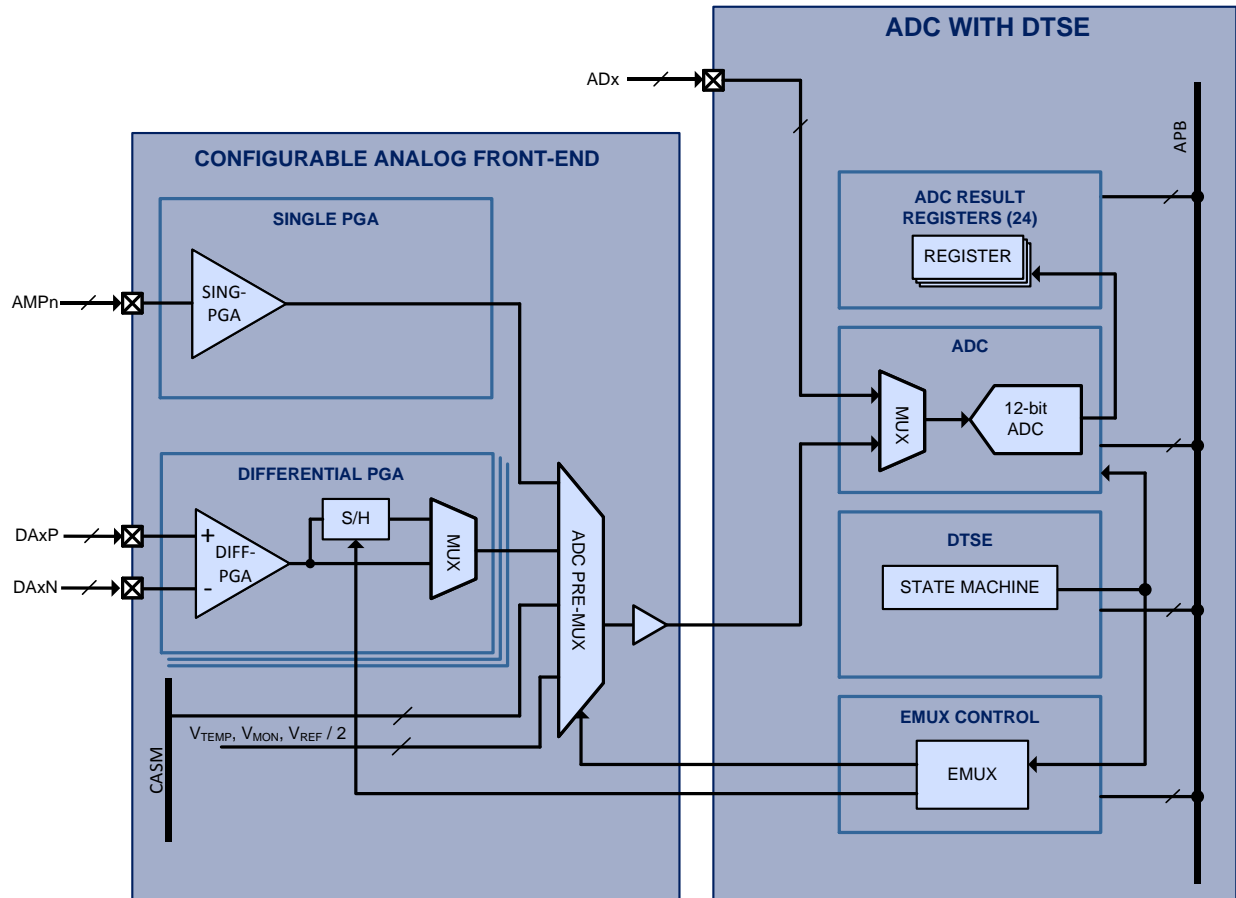 ADC WITH DTSE
ADx
APB
CONFIGURABLE ANALOG FRONT-END
SINGLE PGA
AMPn
SING-
PGA
ADC RESULT
REGISTERS (24)
REGISTER
ADC
MUX
12-bit
ADC
DIFFERENTIAL PGA
S/H
DAxP
+
DIFF-
PGA
-
DAxN
MUX
ADC PRE-MUX
DTSE
STATE MACHINE
CASM
VTEMP, VMON, VREF / 2
EMUX CONTROL
EMUX